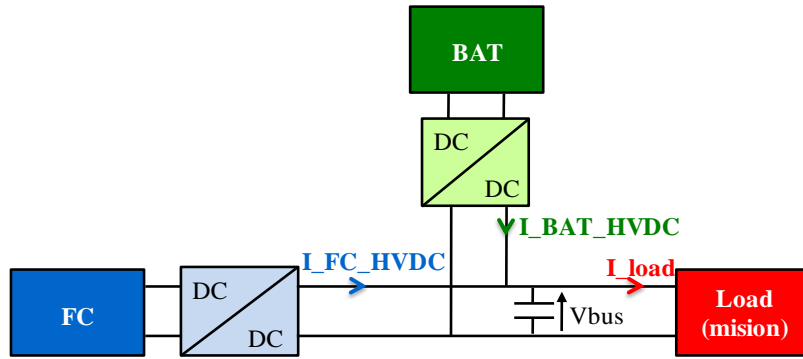 BAT
DC
DC
I_BAT_HVDC
I_FC_HVDC
I_load
FC
DC
DC
Vbus
Load
(mision)